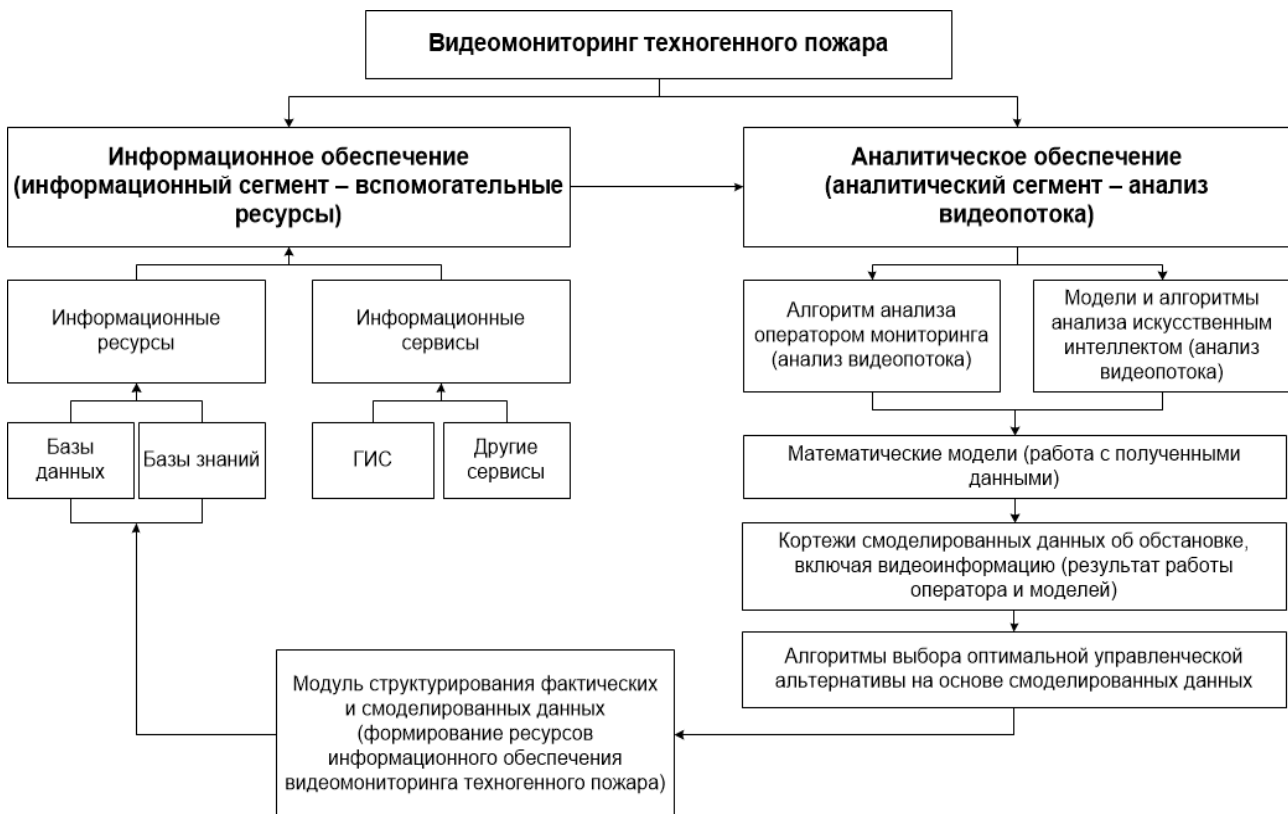 Видеомониторинг техногенного пожара
Информационное обеспечение
(информационный сегмент – вспомогательные
ресурсы)
Аналитическое обеспечение
(аналитический сегмент – анализ
видеопотока)
Информационные
ресурсы
Информационные
сервисы
Алгоритм анализа
оператором мониторинга
(анализ видеопотока)
Модели и алгоритмы
анализа искусственным
интеллектом (анализ
видеопотока)
Базы
данных
Базы знаний
ГИС
Другие
сервисы
Математические модели (работа с полученными
данными)
Кортежи смоделированных данных об обстановке,
включая видеоинформацию (результат работы
оператора и моделей)
Алгоритмы выбора оптимальной управленческой
альтернативы на основе смоделированных данных
Модуль структурирования фактических
и смоделированных данных
(формирование ресурсов
информационного обеспечения
видеомониторинга техногенного пожара)